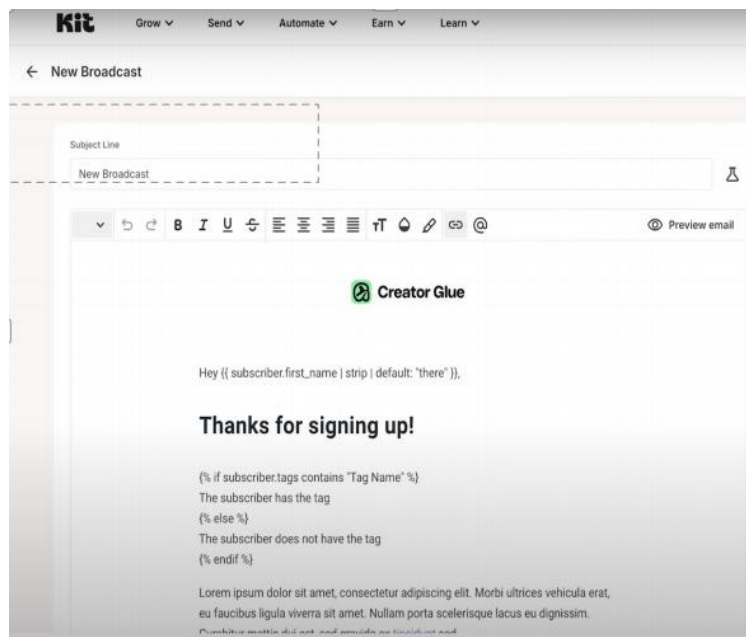 Kit Grow Send Automate Earn Learn
← New Broadcast
Subject Line
New Broadcast
B I U S TT @ Preview email
Creator Glue
Hey {{ subscriber.first_name | strip | default: "there" }},
Thanks for signing up!
{% if subscriber.tags contains "Tag Name" %}
The subscriber has the tag
{% else %}
The subscriber does not have the tag
{% endif %}
Lorem ipsum dolor sit amet, consectetur adipiscing elit. Morbi ultrices vehicula erat,
eu faucibus ligula viverra sit amet. Nullam porta scelerisque lacus eu dignissim.